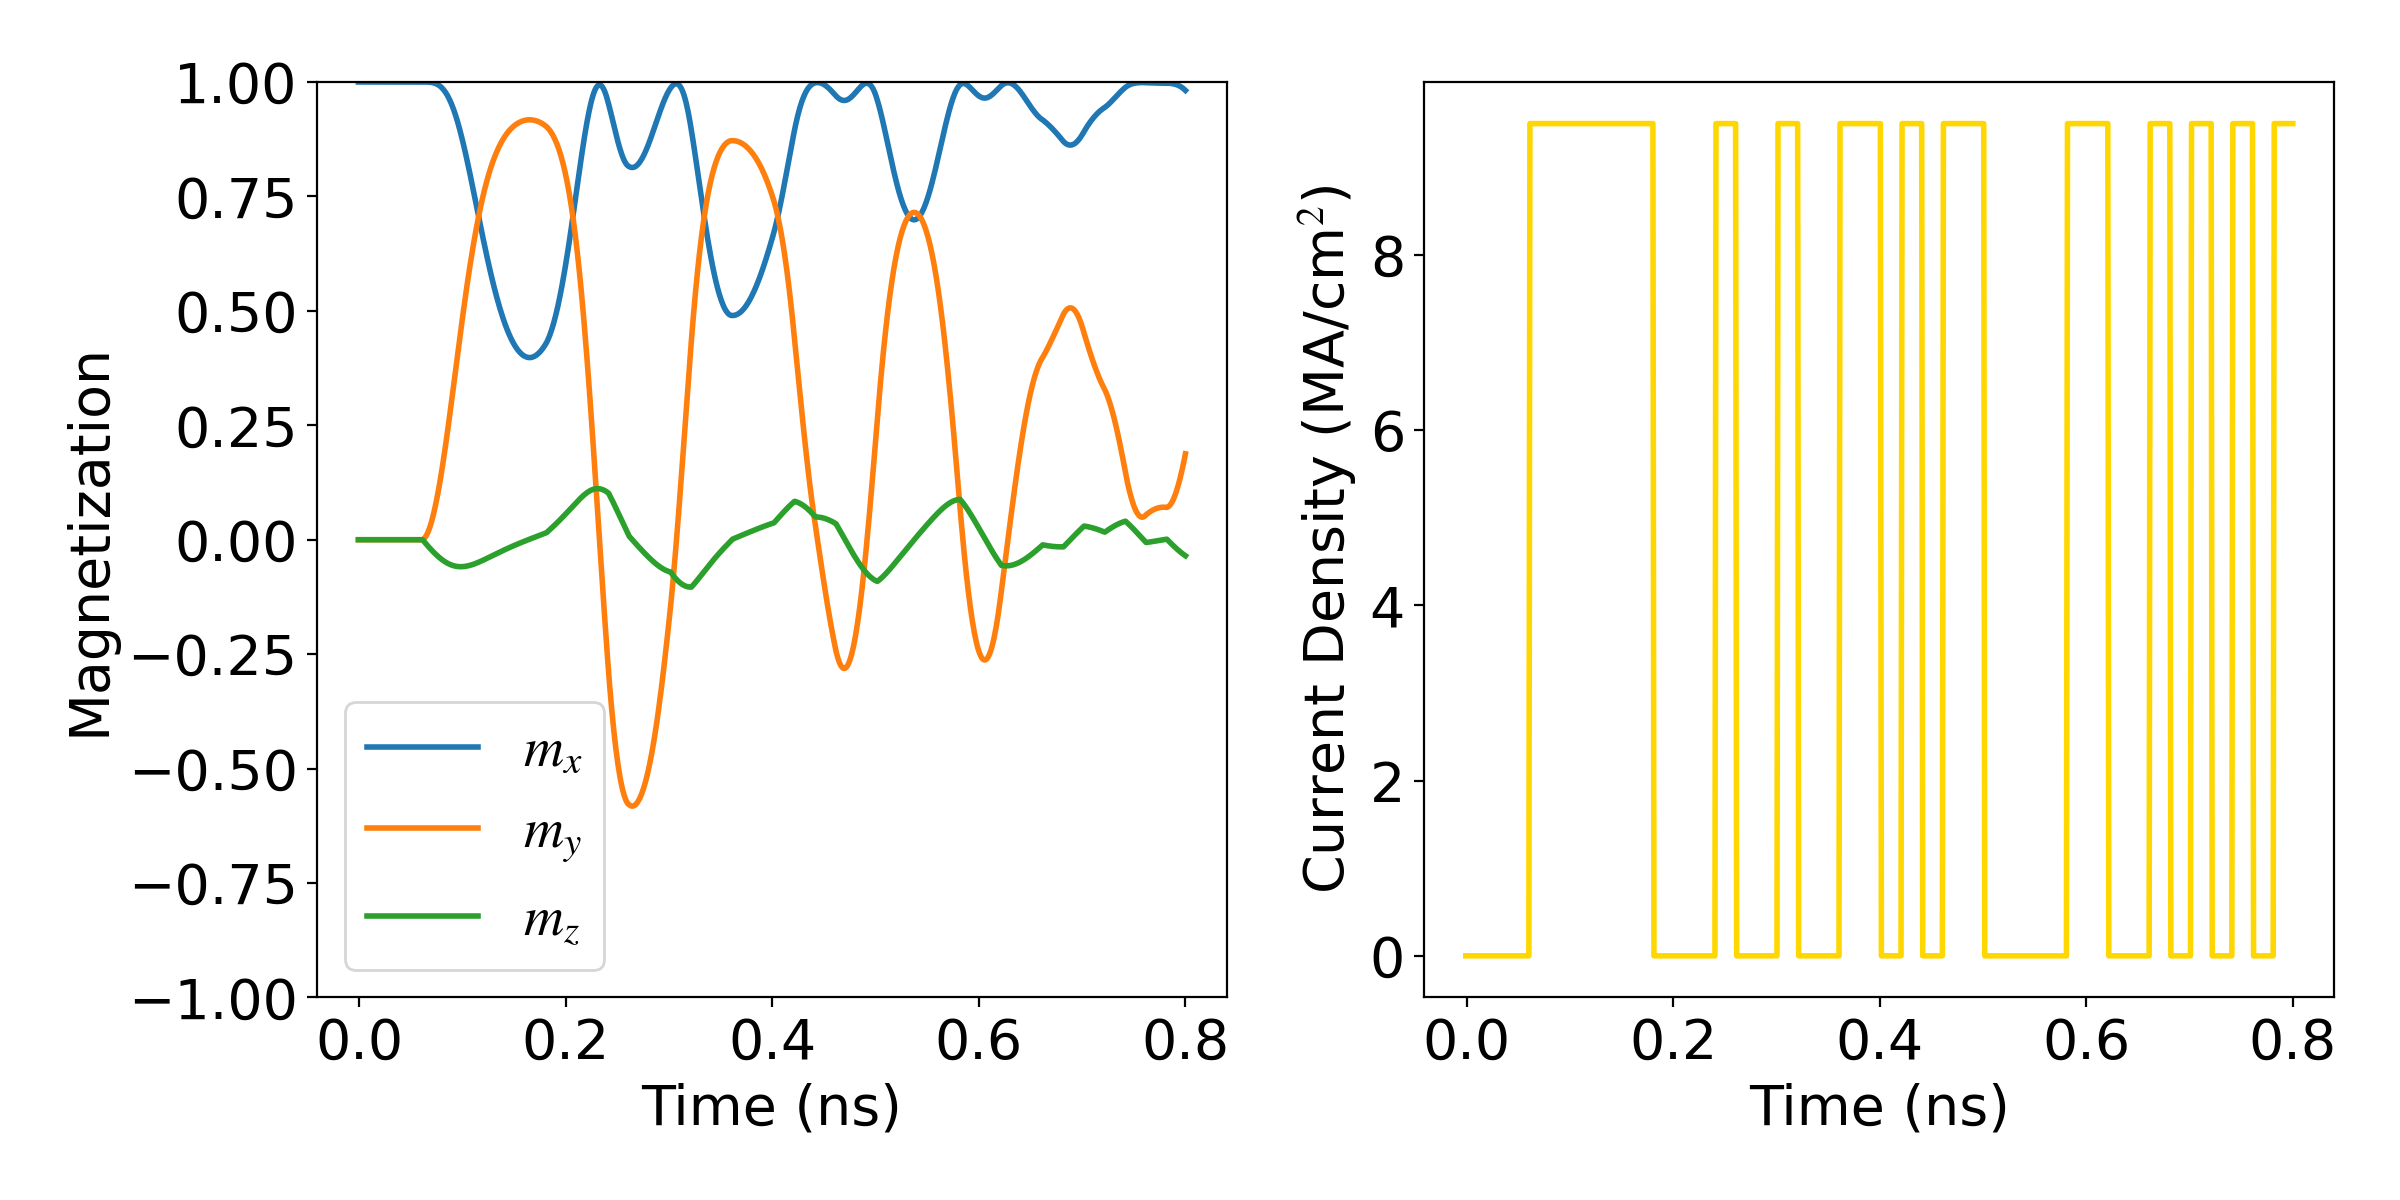 1.00
0.75
0.50
0.25
0.00
−0.25
−0.50
−0.75
−1.00
Magnetization
m_x
m_y
m_z
0.0 0.2 0.4 0.6 0.8
Time (ns)
8
6
4
2
0
Current Density (MA/cm²)
0.0 0.2 0.4 0.6 0.8
Time (ns)